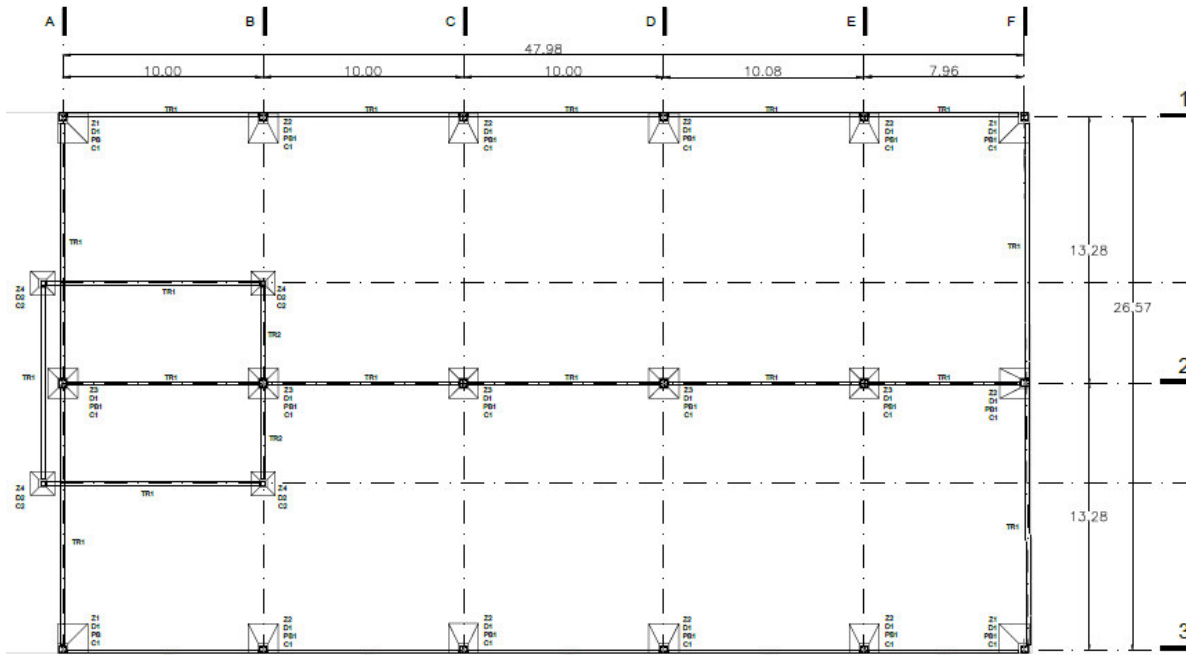 A B C D E F
47.98
10.00 10.00 10.00 10.08 7.96
TR1 TR1 TR1 TR1 TR1
1
Z1 Z2 Z2 Z2 Z2 Z1
D1 D1 D1 D1 D1 D1
PB PB1 PB1 PB1 PB1 PB1
C1 C1 C1 C1 C1 C1
TR1 TR1 13.28
Z4 TR1 Z4
D2 D2
C2 C2
26.57
TR2
2
TR1 TR1 TR1 TR1 TR1 TR1
Z3 Z3 Z3 Z3 Z3 Z2
D1 D1 D1 D1 D1 D1
PB1 PB1 PB1 PB1 PB1 PB1
C1 C1 C1 C1 C1 C1
TR2
Z4 TR1 Z4
D2 D2
C2 C2
13.28
TR1 TR1
Z1 Z2 Z2 Z2 Z2 Z1
D1 D1 D1 D1 D1 D1
PB PB1 PB1 PB1 PB1 PB1
C1 C1 C1 C1 C1 C1
3